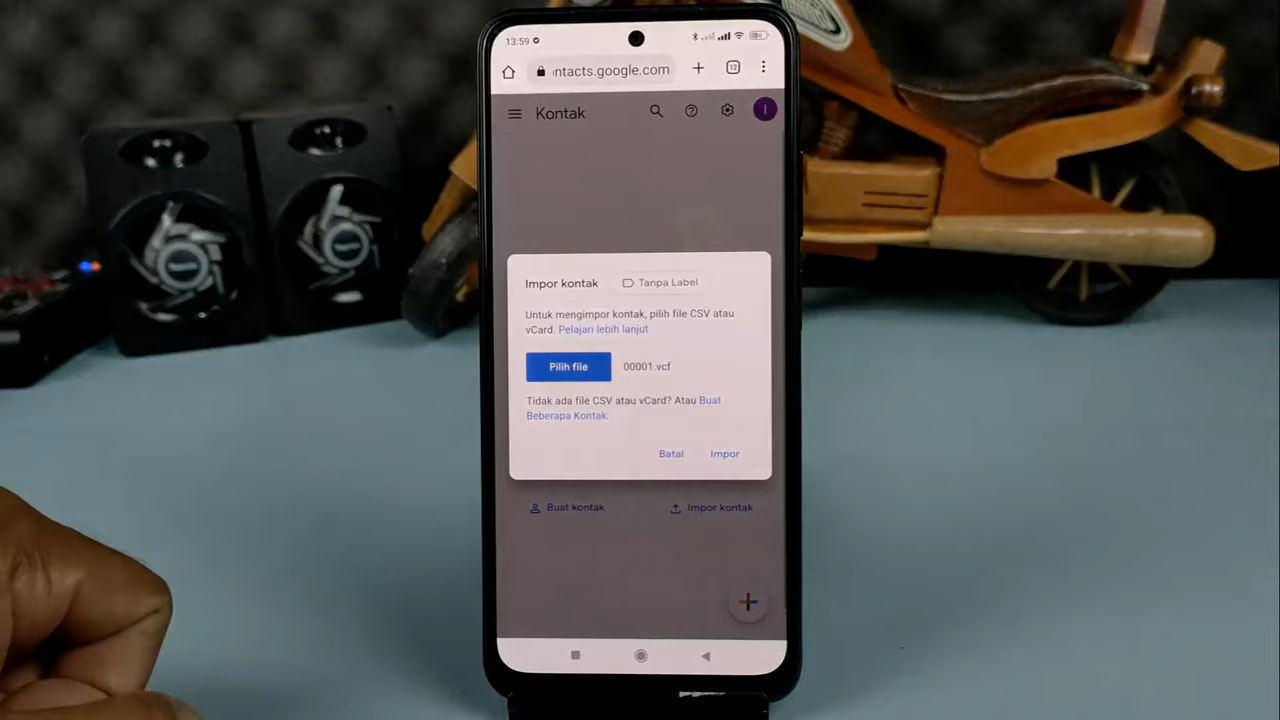 13:59
ntacts.google.com
12
Kontak
I
Impor kontak
Tanpa Label
Untuk mengimpor kontak, pilih file CSV atau
vCard. Pelajari lebih lanjut
Pilih file
00001.vcf
Tidak ada file CSV atau vCard? Atau Buat
Beberapa Kontak.
Batal
Impor
Buat kontak
Impor kontak